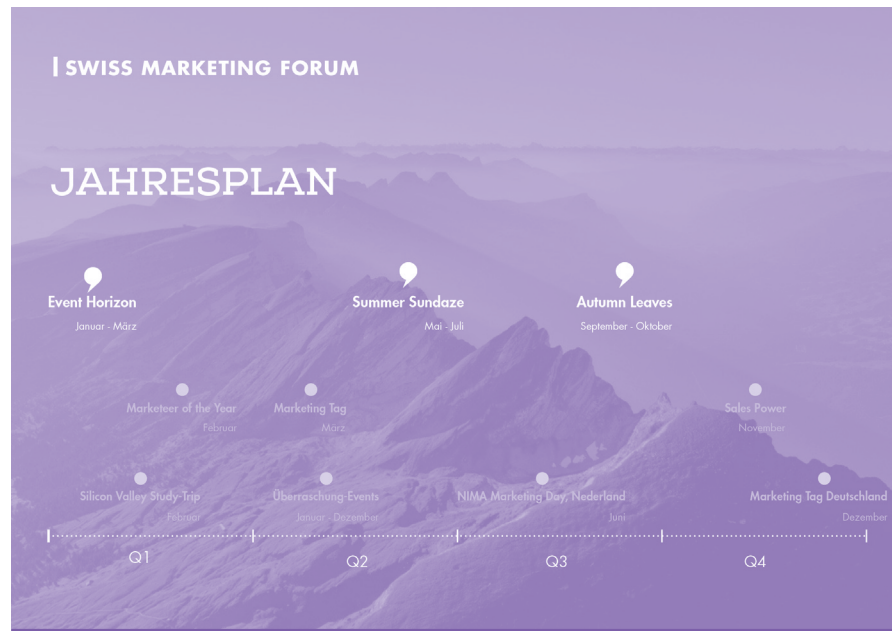 SWISS MARKETING FORUM
JAHRESPLAN
Event Horizon
Januar - März
Summer Sundaze
Mai - Juli
Autumn Leaves
September - Oktober
Marketeer of the Year
Februar
Marketing Tag
März
Sales Power
November
Silicon Valley Study-Trip
Februar
Überraschung-Events
Januar - Dezember
NIMA Marketing Day, Nederland
Juni
Marketing Tag Deutschland
Dezember
Q1
Q2
Q3
Q4